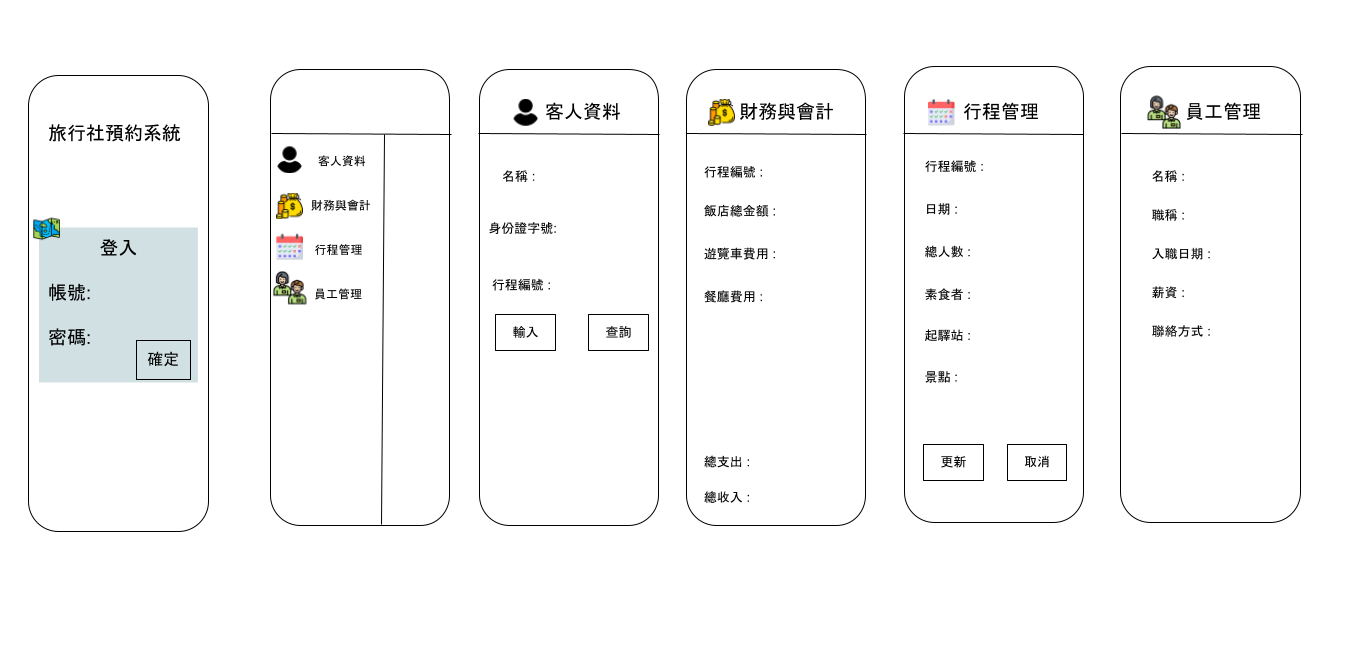 旅行社預約系統
登入
帳號:
密碼:
確定
客人資料
財務與會計
行程管理
員工管理
客人資料
名稱 :
身份證字號:
行程編號 :
輸入
查詢
財務與會計
行程編號 :
飯店總金額 :
遊覽車費用 :
餐廳費用 :
總支出 :
總收入 :
行程管理
行程編號 :
日期 :
總人數 :
素食者 :
起驛站 :
景點 :
更新
取消
員工管理
名稱 :
職稱 :
入職日期 :
薪資 :
聯絡方式 :